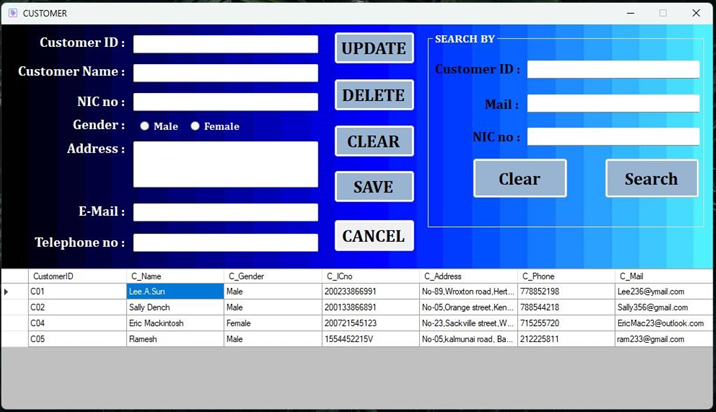 CUSTOMER
Customer ID :
Customer Name :
NIC no :
Gender :
Male
Female
Address :
E-Mail :
Telephone no :
UPDATE
DELETE
CLEAR
SAVE
CANCEL
SEARCH BY
Customer ID :
Mail :
NIC no :
Clear
Search
CustomerID C_Name C_Gender C_ICno C_Address C_Phone C_Mail
C01 Lee.A.Sun Male 200233866991 No-89,Wroxton road,Hert... 778852198 Lee236@ymail.com
C02 Sally Dench Male 200133866891 No-05,Orange street,Ken... 788544218 Sally356@gmail.com
C04 Eric Mackintosh Female 200721545123 No-23,Sackville street,W... 715255720 EricMac23@outlook.com
C05 Ramesh Male 1554452215V No-05,kalmunai road, Ba... 212225811 ram233@gmail.com